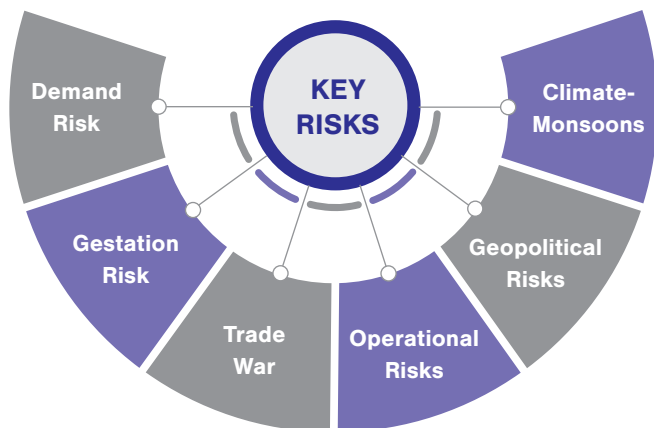 KEY
RISKS
Demand
Risk
Gestation
Risk
Trade
War
Operational
Risks
Geopolitical
Risks
Climate-
Monsoons